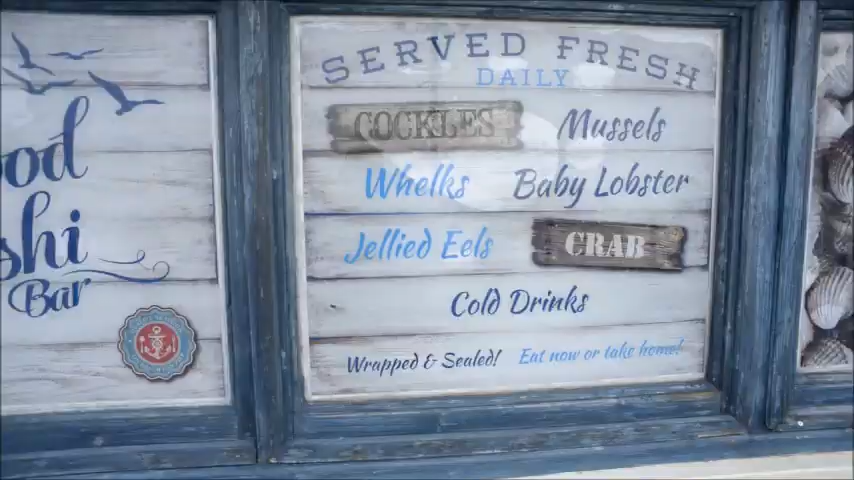 ood
shi
Bar
SERVED FRESH
DAILY
COCKLES Mussels
Whelks Baby Lobster
Jellied Eels CRAB
Cold Drinks
Wrapped & Sealed! Eat now or take home!